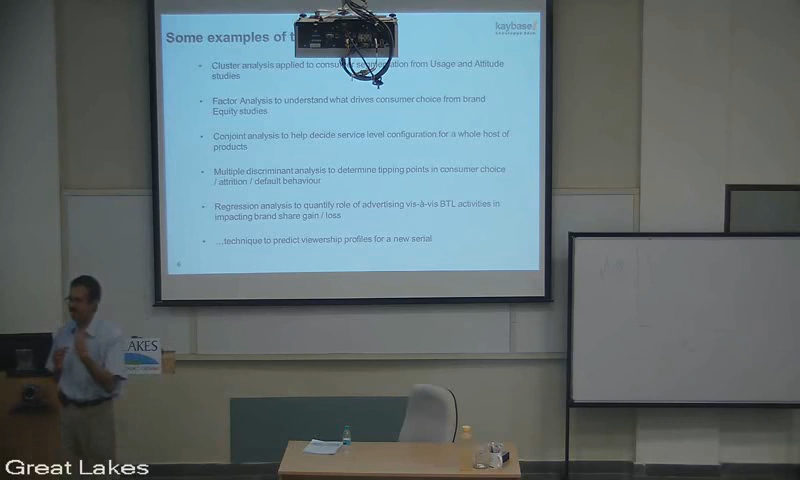 kaybase
Some examples of t
• Cluster analysis applied to consumer segmentation from Usage and Attitude
studies
• Factor Analysis to understand what drives consumer choice from brand
Equity studies.
• Conjoint analysis to help decide service level configuration for a whole host of
products
• Multiple discriminant analysis to determine tipping points in consumer choice
/ attrition / default behaviour
• Regression analysis to quantify role of advertising vis-à-vis BTL activities in
impacting brand share gain / loss
• …technique to predict viewership profiles for a new serial
LAKES
Great Lakes